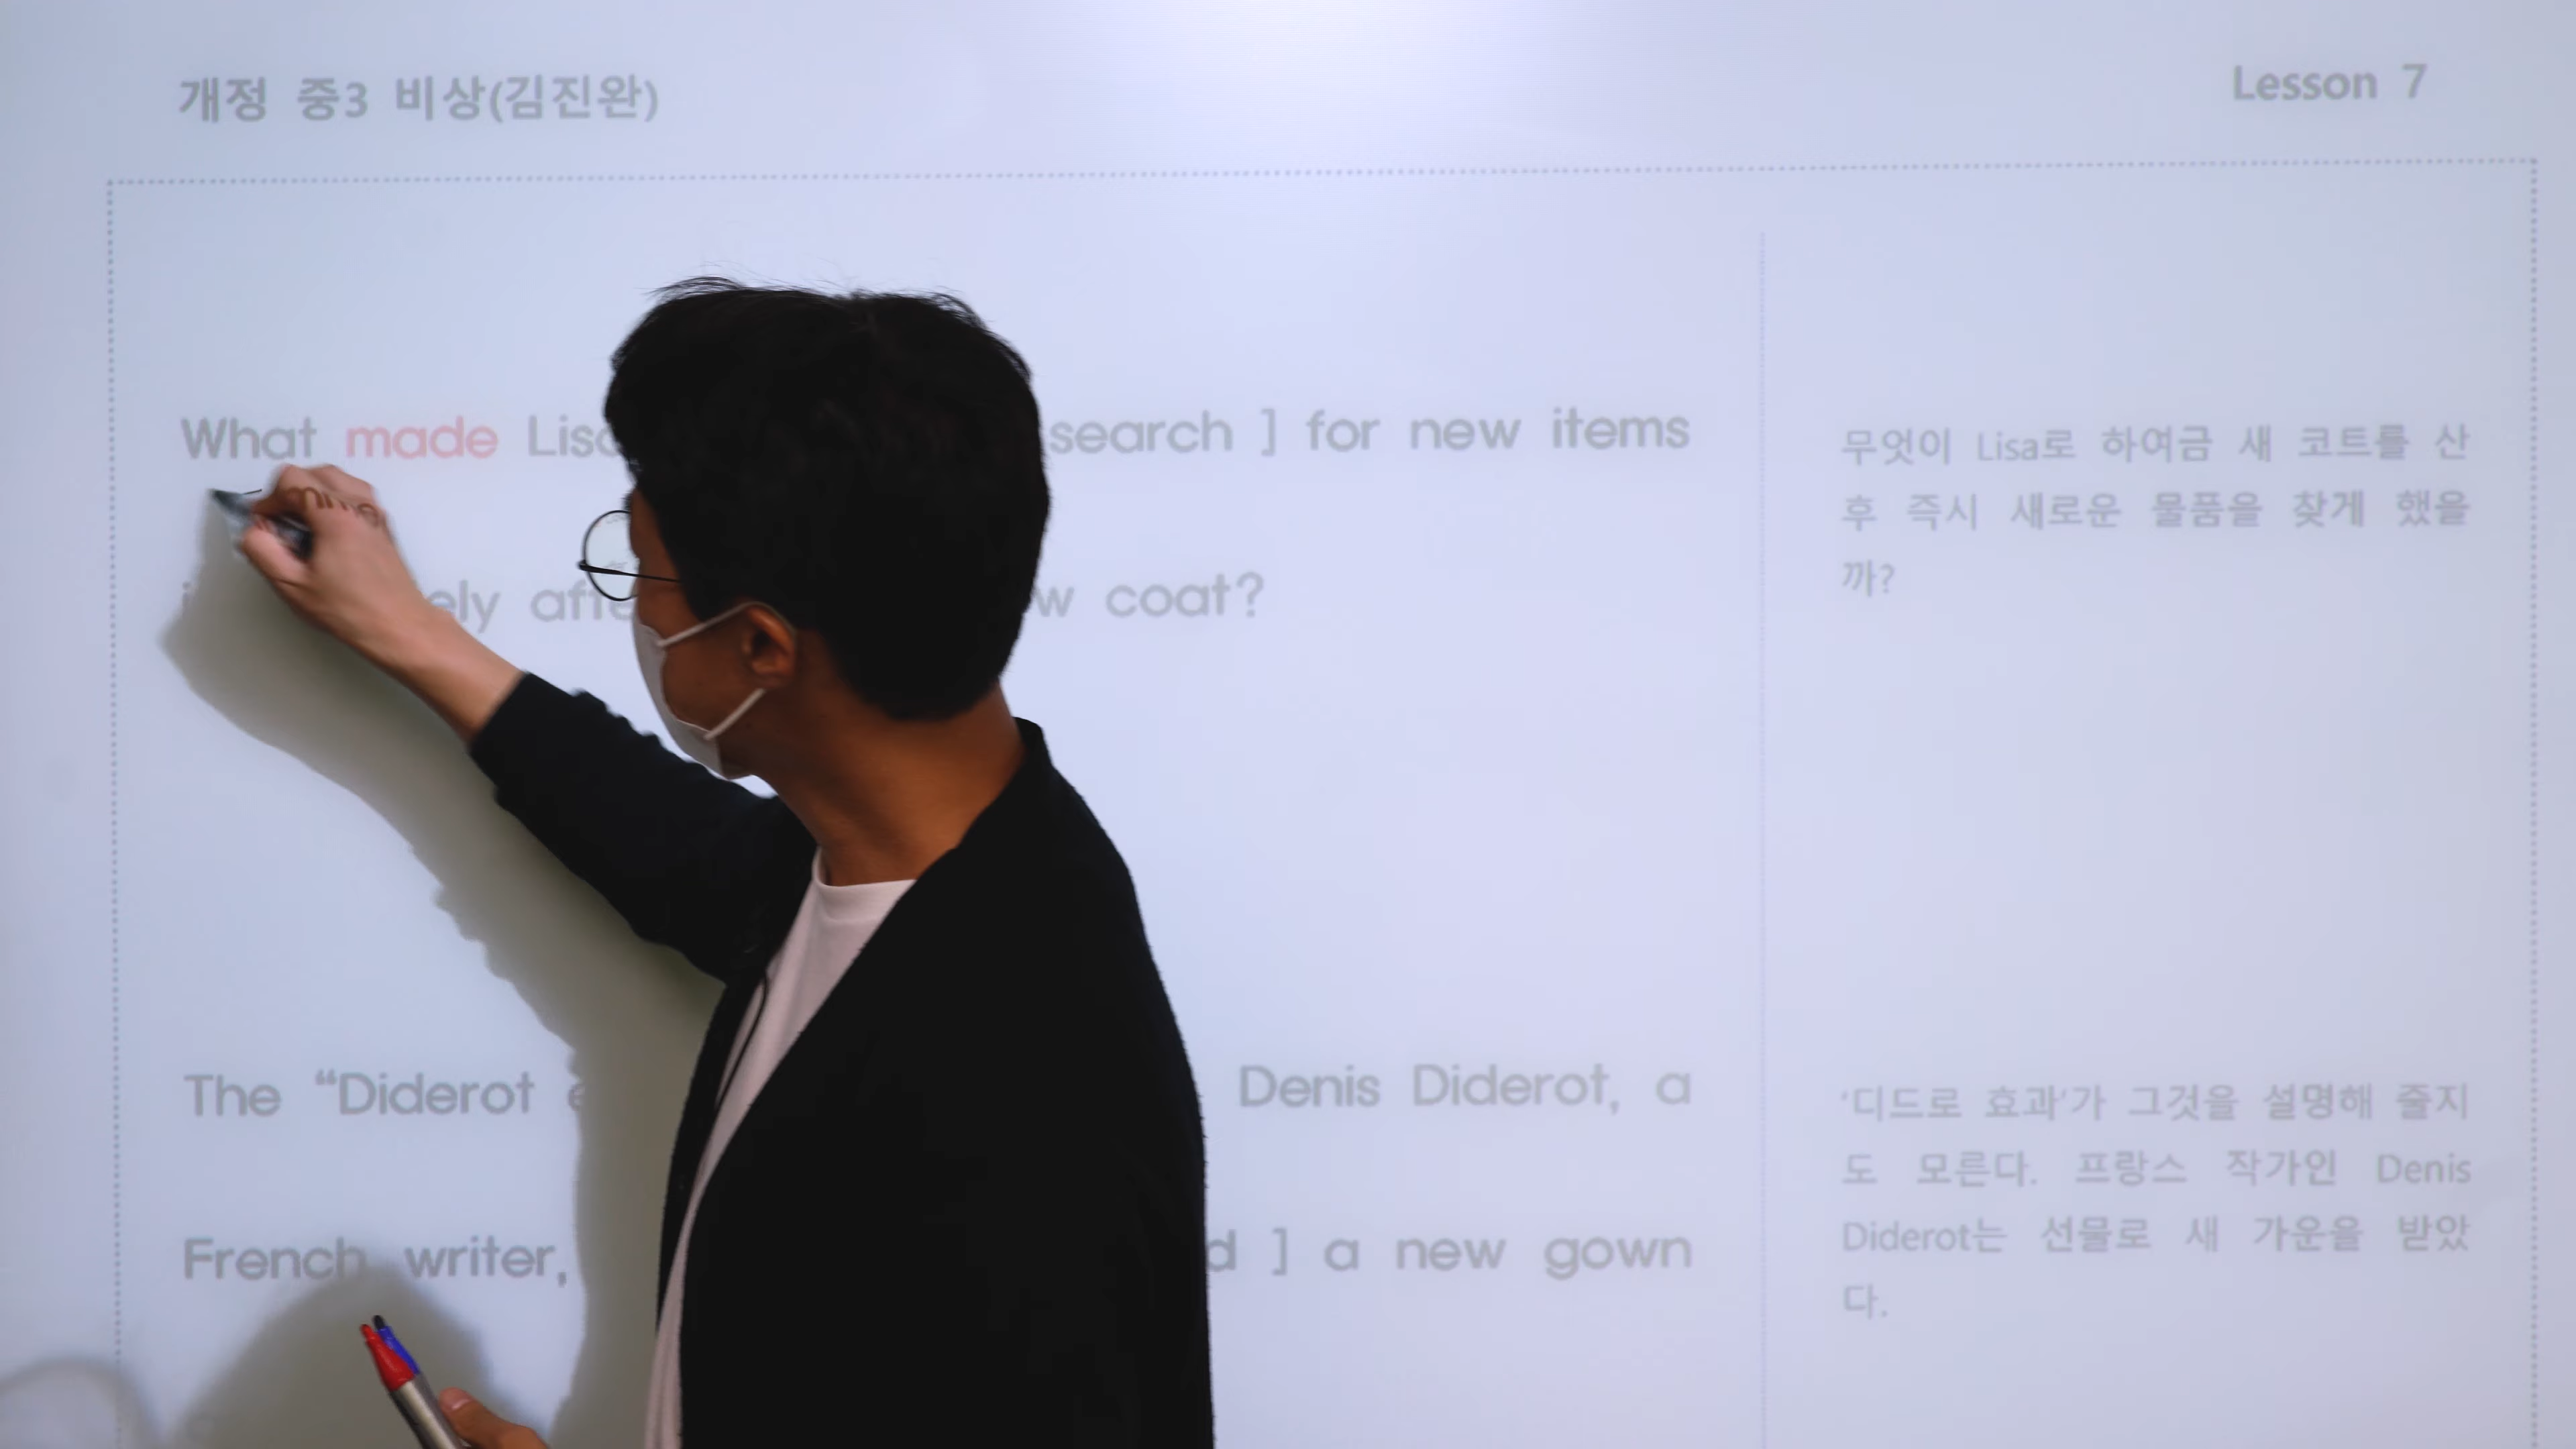 개정 중3 비상(김진완)
Lesson 7
What made search ] for new items
coat?
The “Diderot Denis Diderot, a
French writer, ] a new gown
무엇이 Lisa로 하여금 새 코트를 산
후 즉시 새로운 물품을 찾게 했을
까?
‘디드로 효과’가 그것을 설명해 줄지
도 모른다. 프랑스 작가인 Denis
Diderot는 선물로 새 가운을 받았
다.